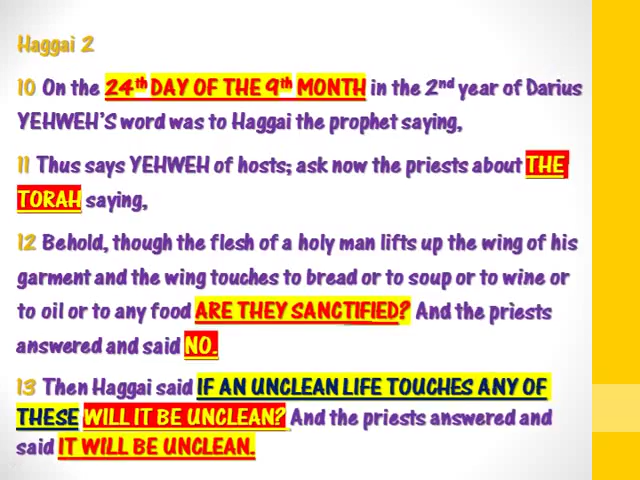 Haggai 2
10 On the 24th DAY OF THE 9th MONTH in the 2nd year of Darius
YEHWEH'S word was to Haggai the prophet saying,
11 Thus says YEHWEH of hosts; ask now the priests about THE
TORAH saying,
12 Behold, though the flesh of a holy man lifts up the wing of his
garment and the wing touches to bread or to soup or to wine or
to oil or to any food ARE THEY SANCTIFIED? And the priests
answered and said NO.
13 Then Haggai said IF AN UNCLEAN LIFE TOUCHES ANY OF
THESE WILL IT BE UNCLEAN? And the priests answered and
said IT WILL BE UNCLEAN.